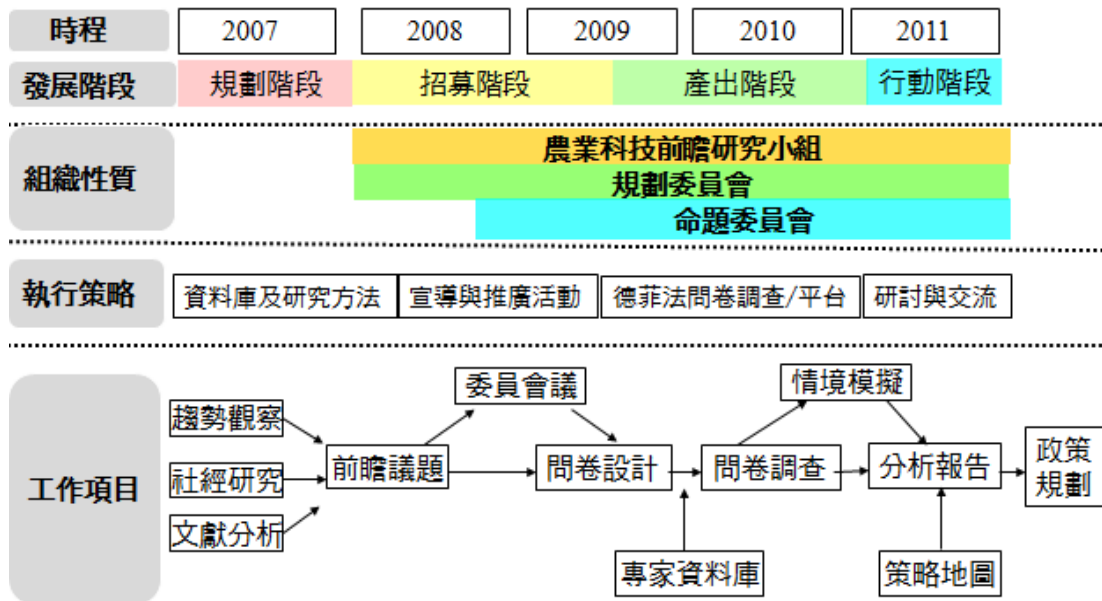 時程 2007 2008 2009 2010 2011
發展階段 規劃階段 招募階段 產出階段 行動階段
組織性質
農業科技前瞻研究小組
規劃委員會
命題委員會
執行策略 資料庫及研究方法 宣導與推廣活動 德菲法問卷調查/平台 研討與交流
工作項目
委員會議 情境模擬
趨勢觀察
社經研究 前瞻議題 問卷設計 問卷調查 分析報告 政策
規劃
文獻分析
專家資料庫 策略地圖